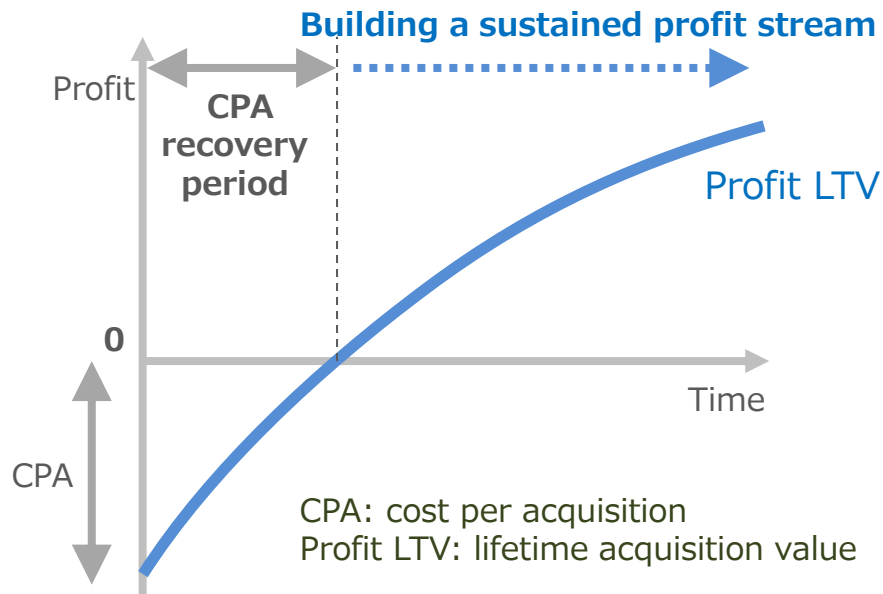 Building a sustained profit stream
Profit
CPA
recovery
period
Profit LTV
0
Time
CPA
CPA: cost per acquisition
Profit LTV: lifetime acquisition value